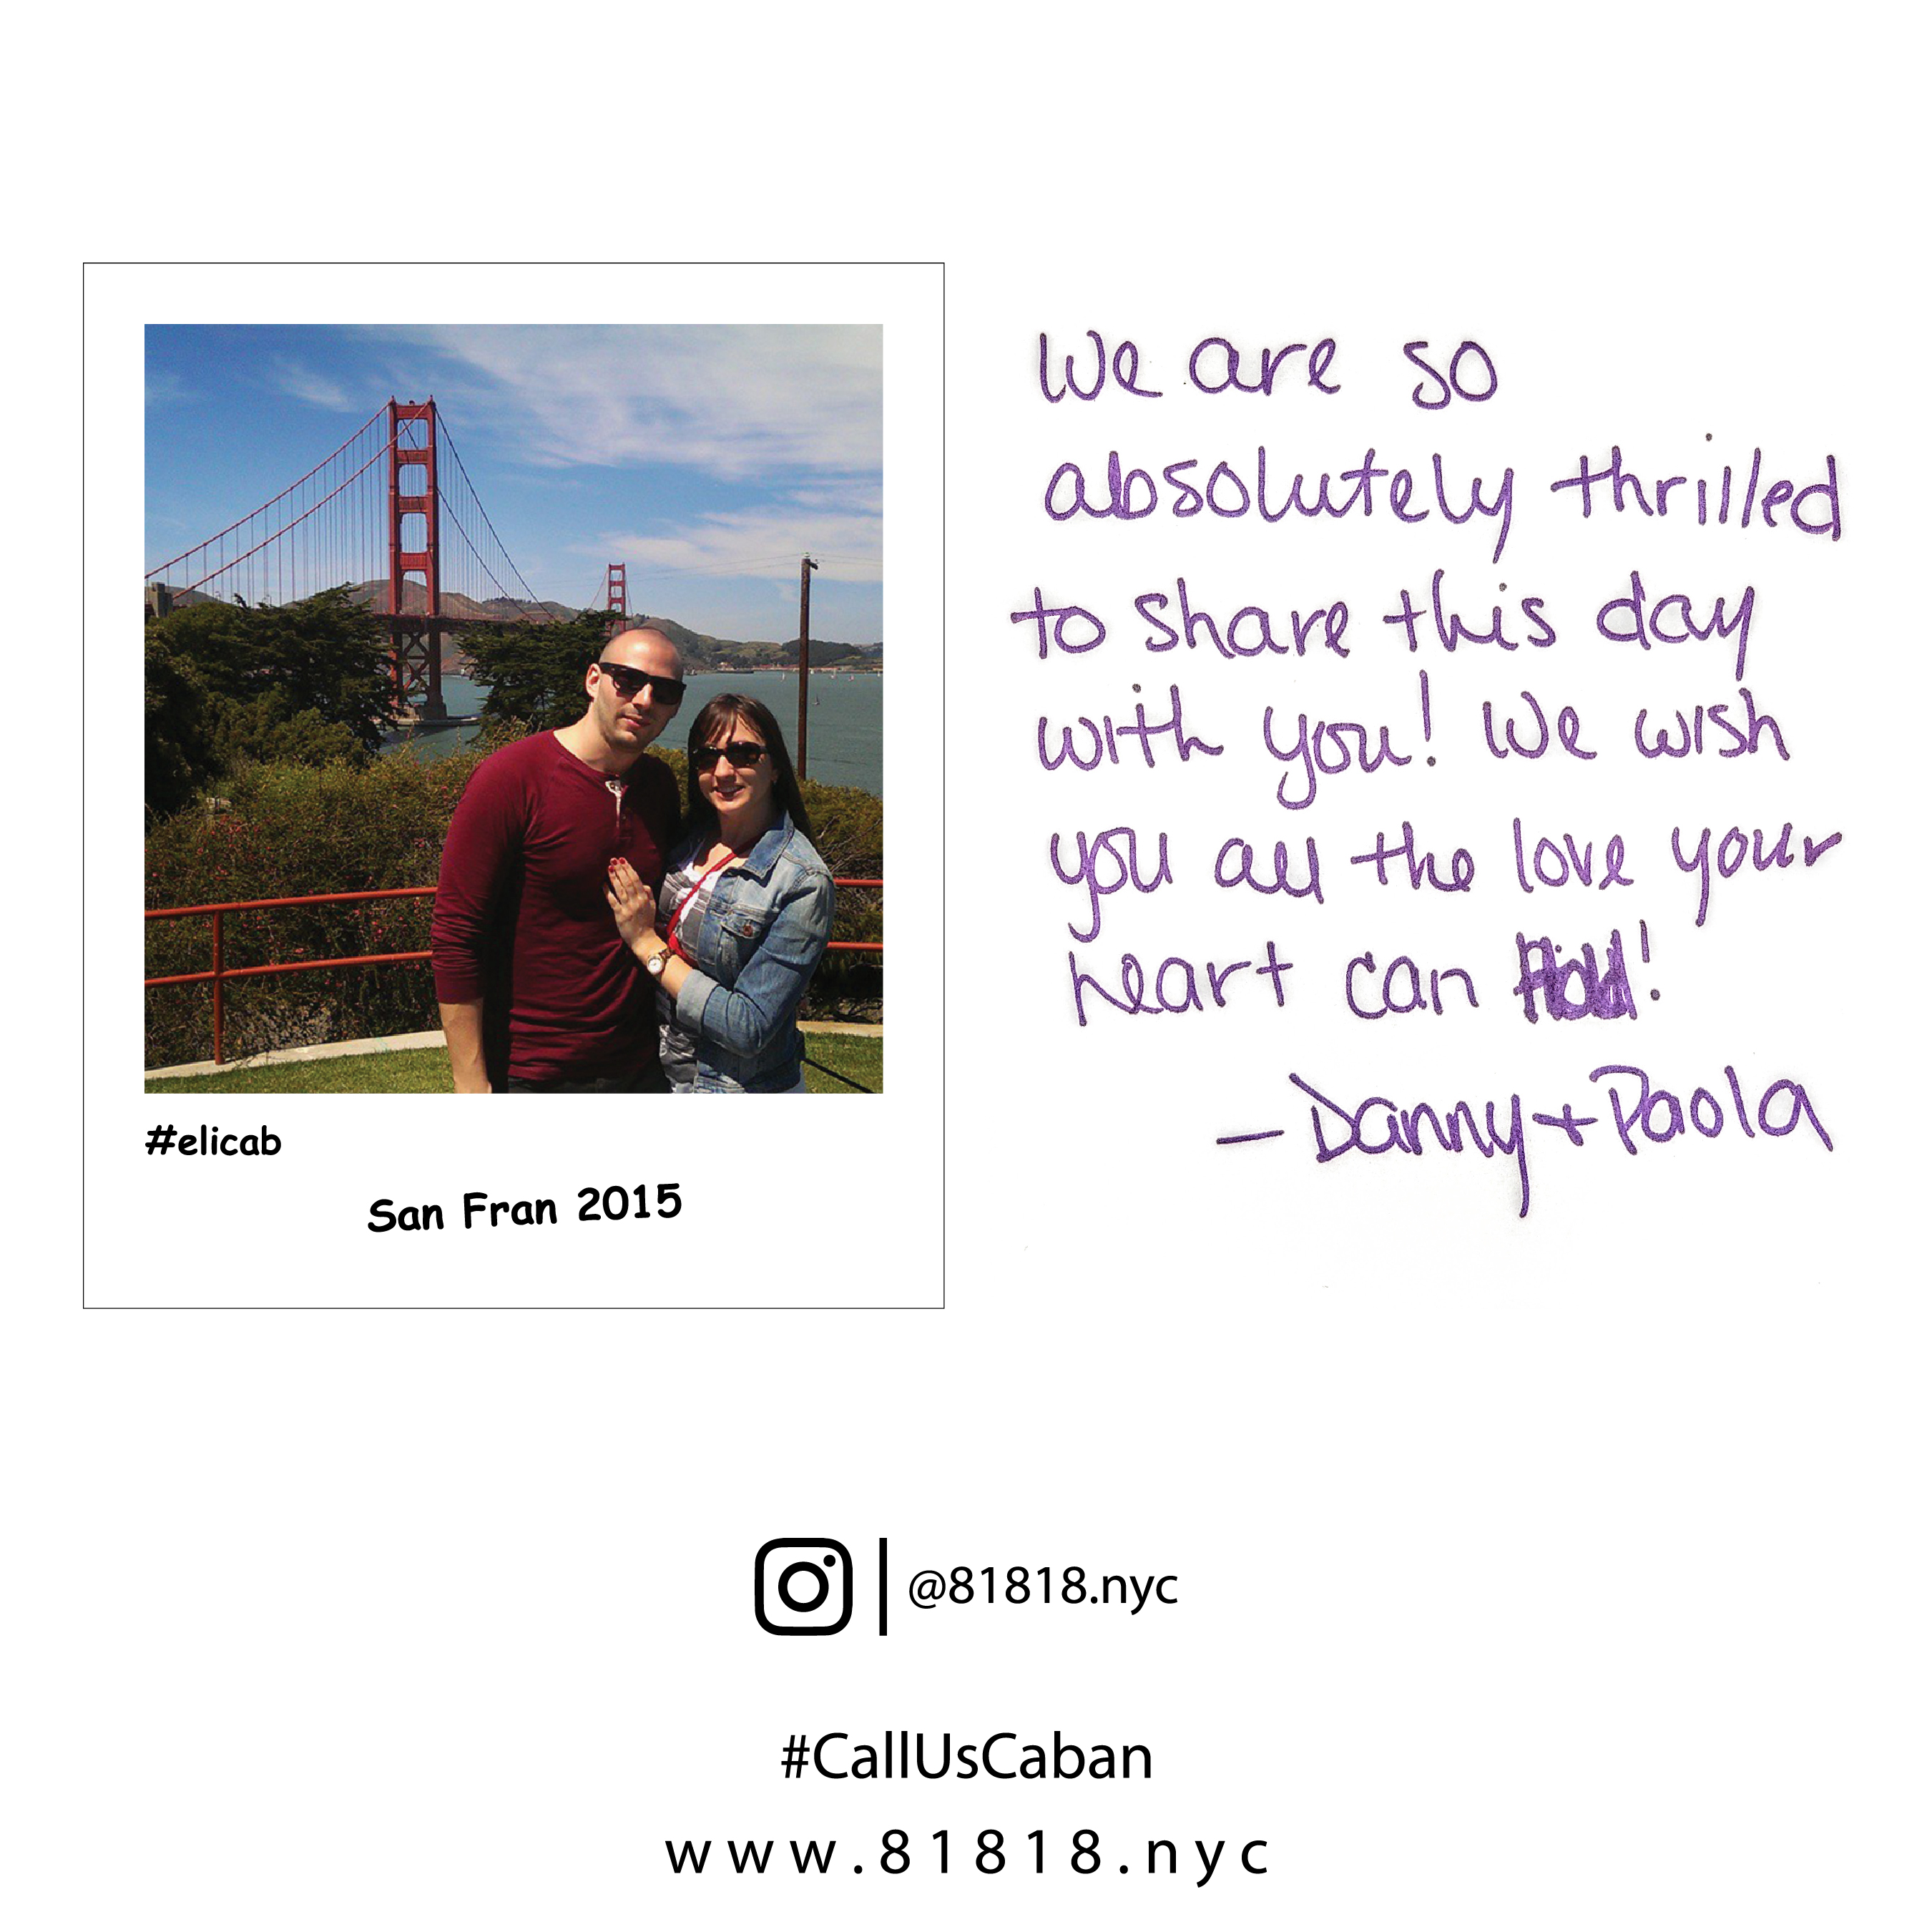 #elicab
San Fran 2015
We are so
absolutely thrilled
to share this day
with you! We wish
you all the love your
heart can hold!
— Danny + Paola
@81818.nyc
#CallUsCaban
www.81818.nyc